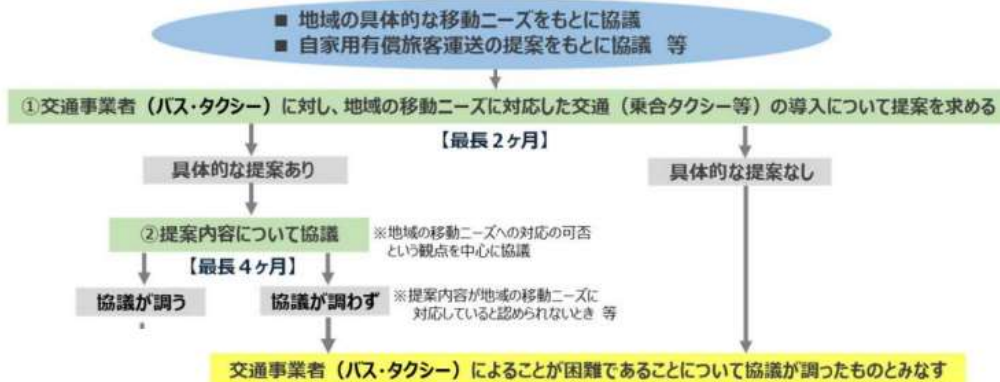 ■ 地域の具体的な移動ニーズをもとに協議
■ 自家用有償旅客運送の提案をもとに協議 等
①交通事業者（バス・タクシー）に対し、地域の移動ニーズに対応した交通（乗合タクシー等）の導入について提案を求める
【最長２ヶ月】
具体的な提案あり
具体的な提案なし
②提案内容について協議
※地域の移動ニーズへの対応の可否
という観点を中心に協議
【最長４ヶ月】
協議が調う
協議が調わず
※提案内容が地域の移動ニーズに
対応していると認められないとき 等
交通事業者（バス・タクシー）によることが困難であることについて協議が調ったものとみなす